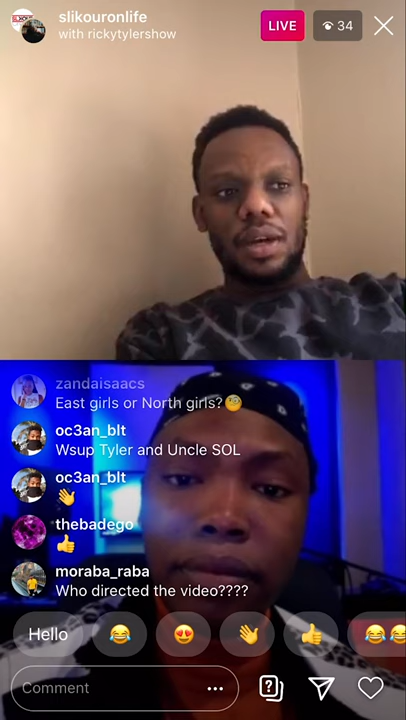 slikouronlife
with rickytylershow
LIVE
34
zandaisaacs
East girls or North girls?🧐
oc3an_blt
Wsup Tyler and Uncle SOL
oc3an_blt
👋
thebadego
👍
moraba_raba
Who directed the video????
Hello 😂 😍 👋 👍 😂😂
Comment